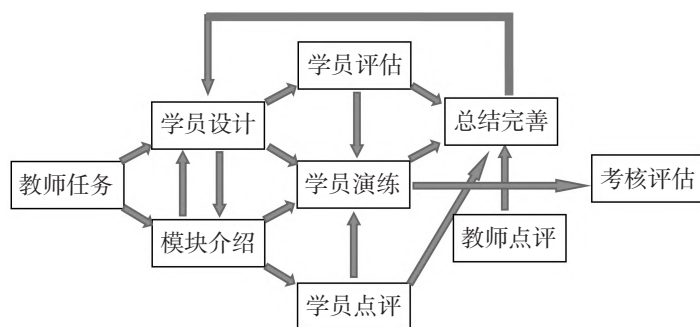 学员评估
学员设计
总结完善
教师任务
学员演练
考核评估
模块介绍
教师点评
学员点评